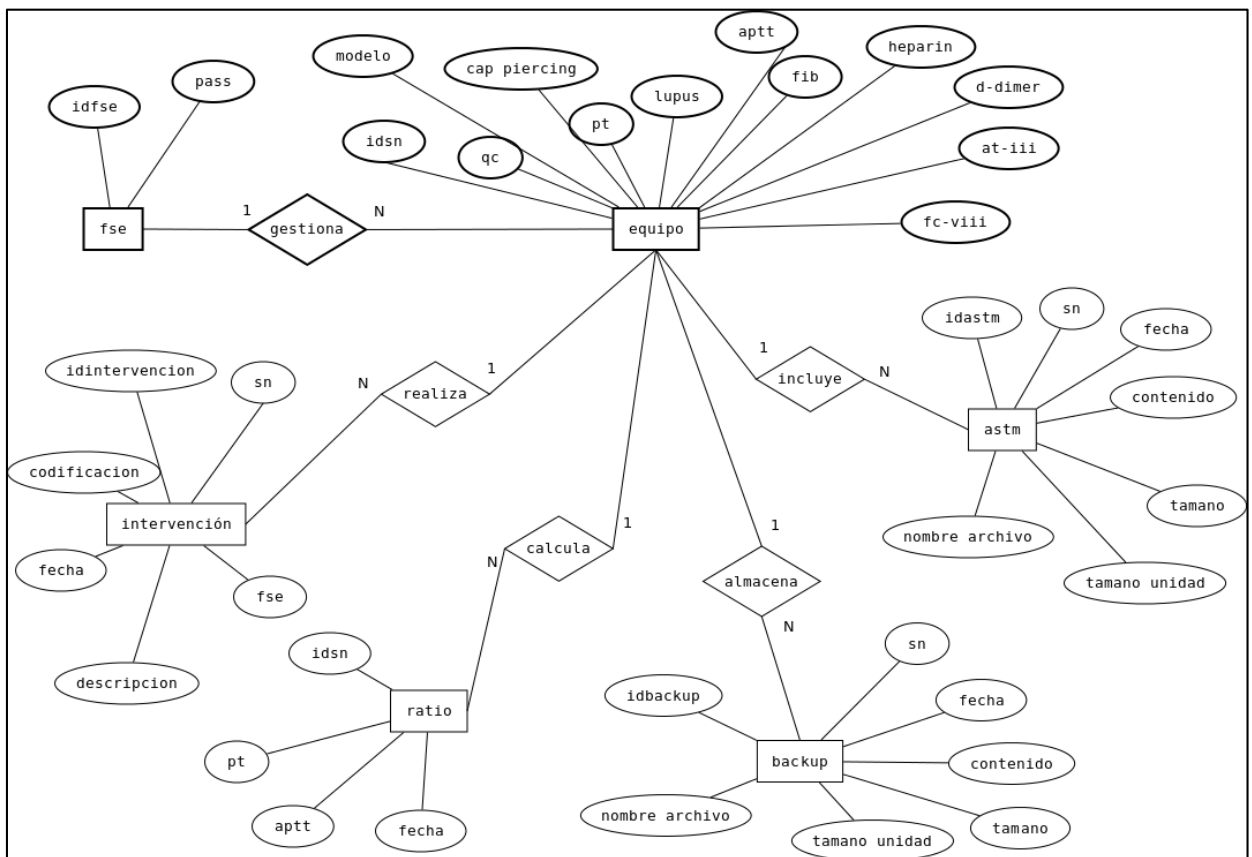 aptt
heparin
modelo
cap piercing
fib
pass
d-dimer
idfse
lupus
pt
idsn
qc
at-iii
1
N
fc-viii
fse
gestiona
equipo
idastm
sn
fecha
1
idintervencion
sn
N
1
incluye
N
realiza
contenido
astm
codificacion
tamano
intervención
1
nombre archivo
1
calcula
N
fecha
almacena
tamano unidad
fse
N
sn
idsn
descripcion
idbackup
fecha
ratio
pt
backup
contenido
nombre archivo
aptt
fecha
tamano
tamano unidad